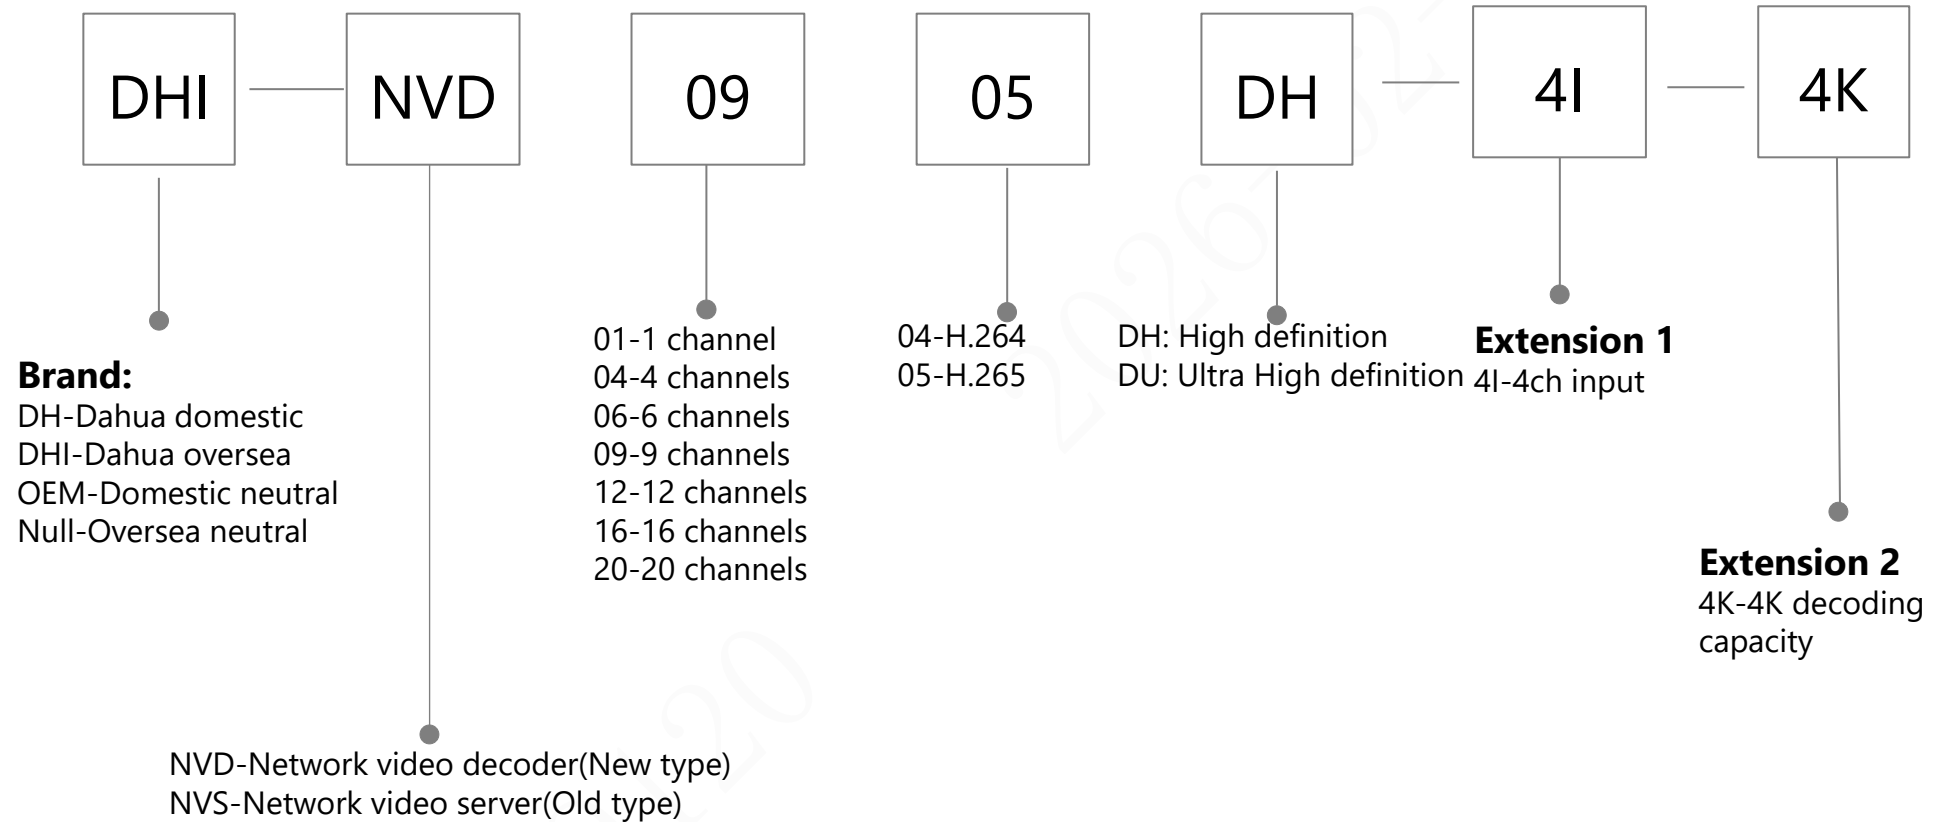 DHI
NVD
09
05
DH
4I
4K
Brand:
DH-Dahua domestic
DHI-Dahua oversea
OEM-Domestic neutral
Null-Oversea neutral
NVD-Network video decoder(New type)
NVS-Network video server(Old type)
01-1 channel
04-4 channels
06-6 channels
09-9 channels
12-12 channels
16-16 channels
20-20 channels
04-H.264
05-H.265
DH: High definition
DU: Ultra High definition
Extension 1
4I-4ch input
Extension 2
4K-4K decoding
capacity